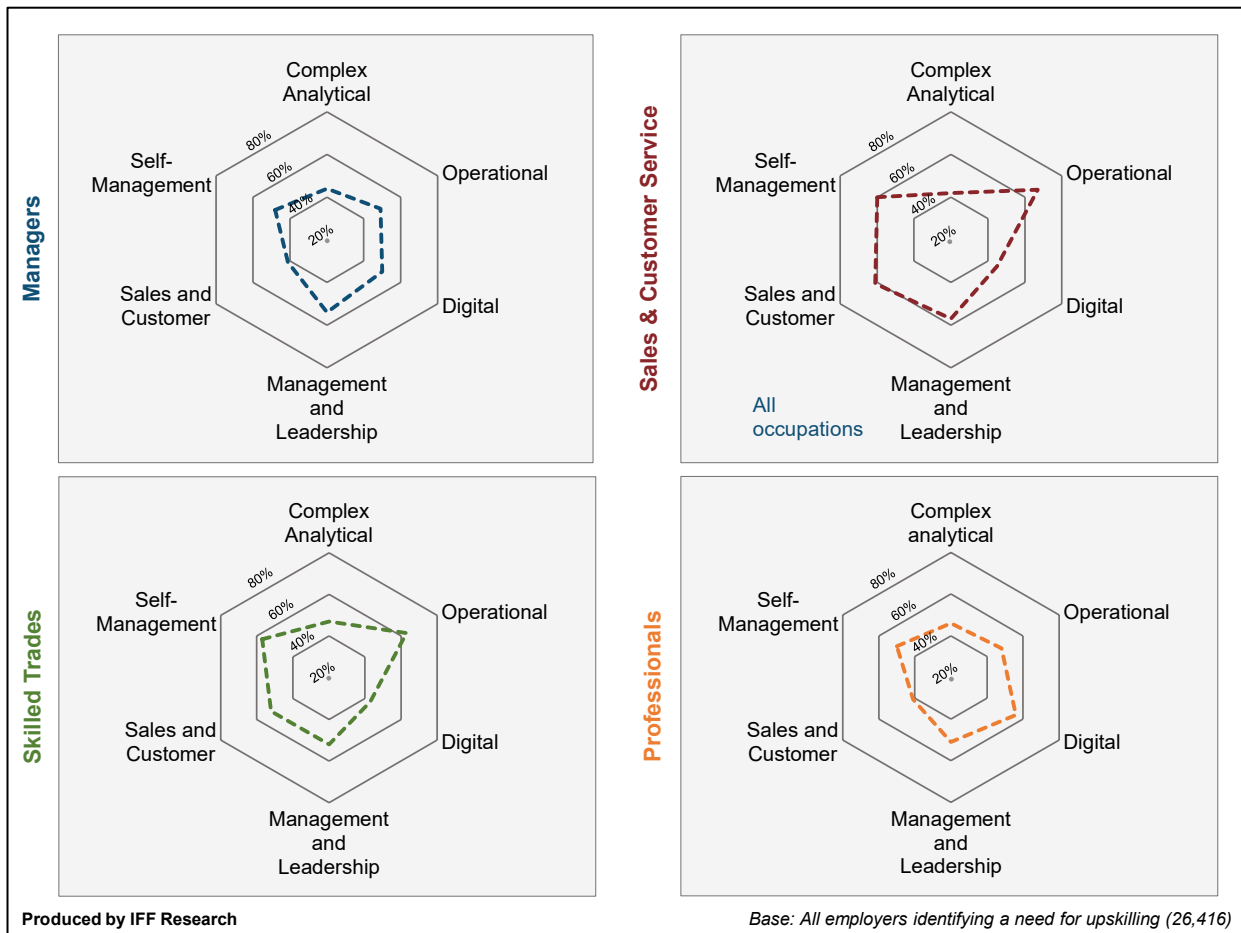 Managers
Complex
Analytical
80%
60%
40%
20%
Self-
Management
Operational
Sales and
Customer
Digital
Management
and
Leadership
Sales & Customer Service
Complex
Analytical
80%
60%
40%
20%
Self-
Management
Operational
Sales and
Customer
Digital
Management
and
Leadership
All
occupations
Skilled Trades
Complex
Analytical
80%
60%
40%
20%
Self-
Management
Operational
Sales and
Customer
Digital
Management
and
Leadership
Professionals
Complex
analytical
80%
60%
40%
20%
Self-
Management
Operational
Sales and
Customer
Digital
Management
and
Leadership
Produced by IFF Research
Base: All employers identifying a need for upskilling (26,416)